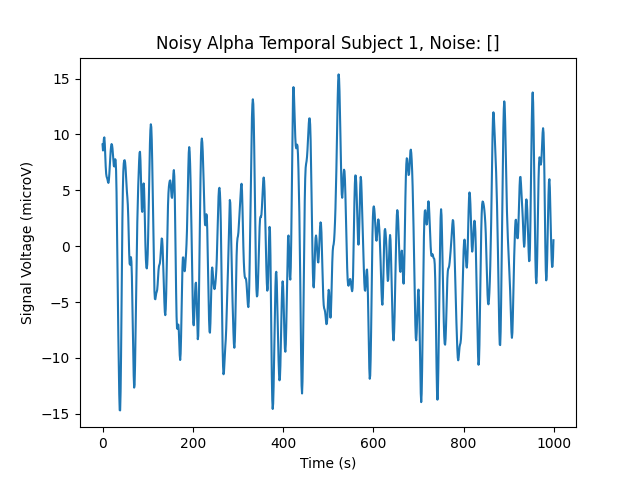 Noisy Alpha Temporal Subject 1, Noise: []
Signal Voltage (microV)
15
10
5
0
−5
−10
−15
0 200 400 600 800 1000
Time (s)